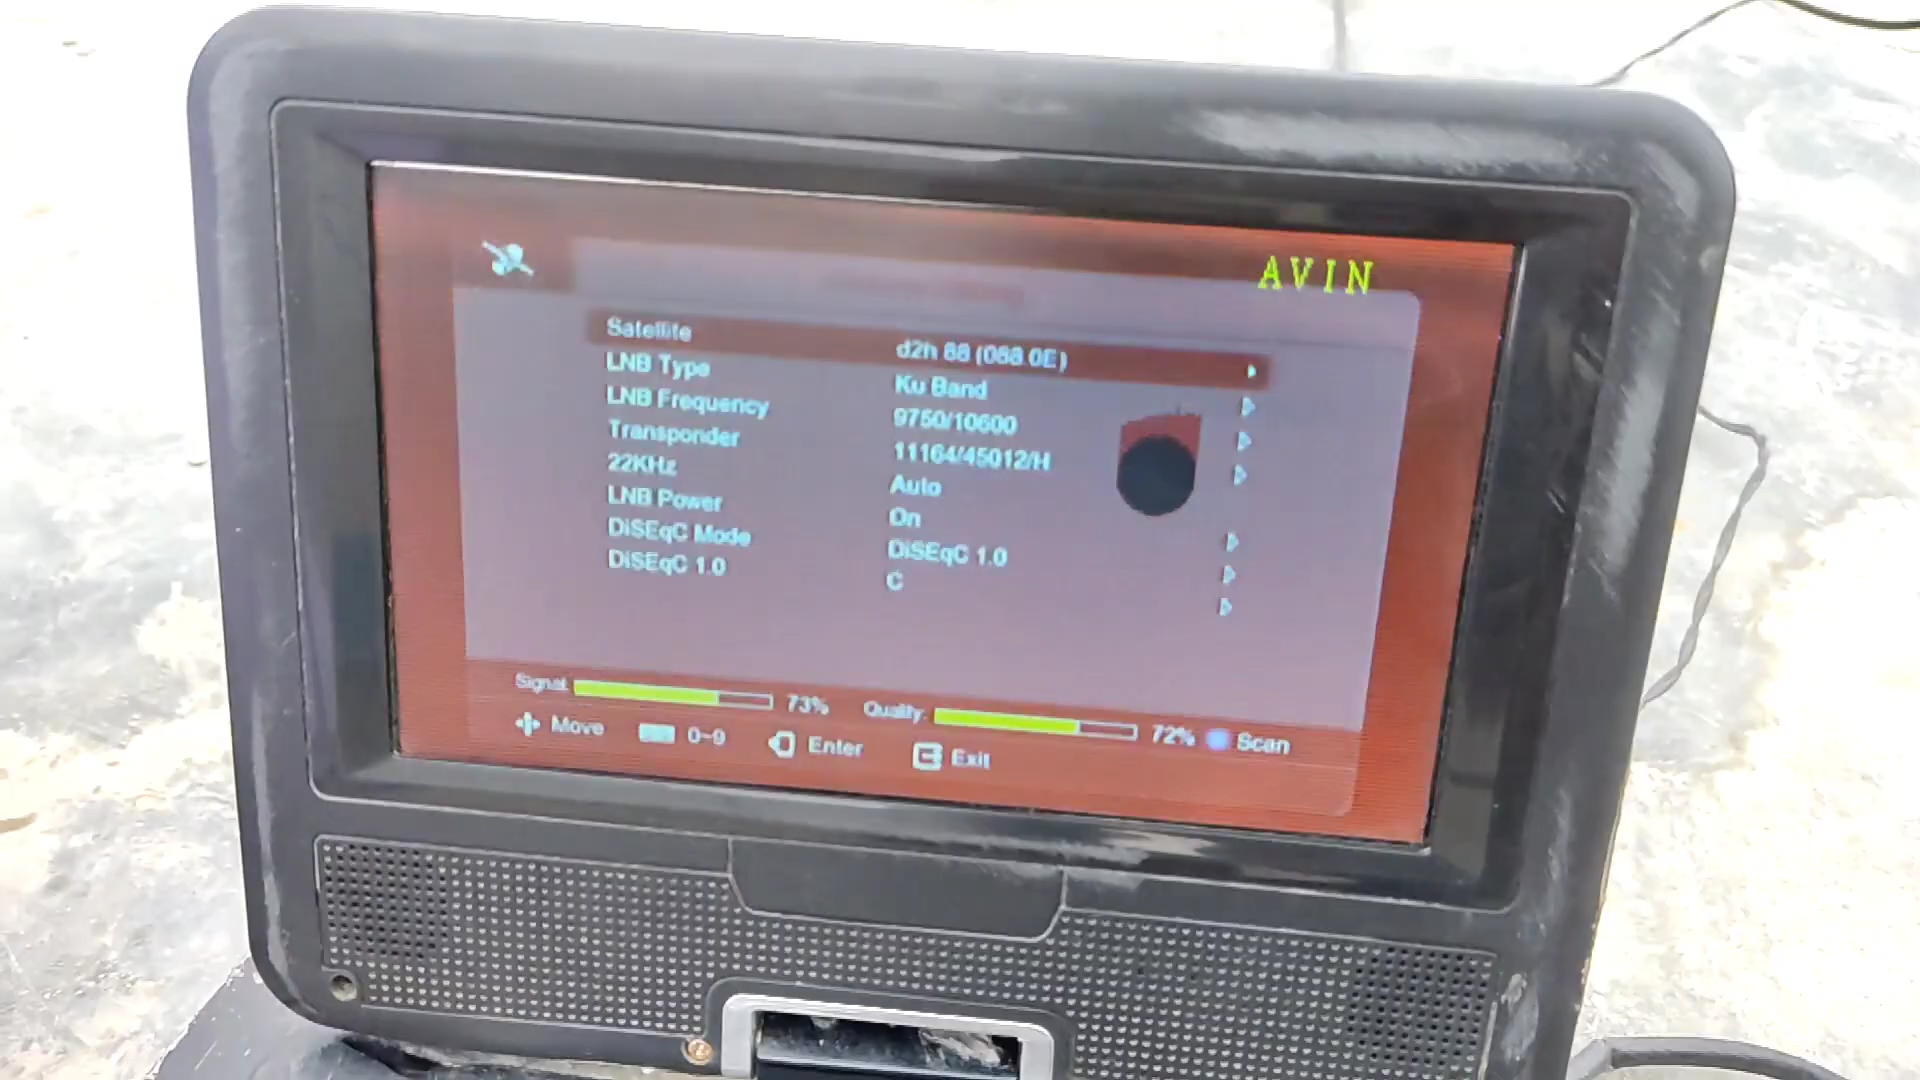 AVIN
Satellite d2h 88 (088.0E)
LNB Type Ku Band
LNB Frequency 9750/10600
Transponder 11164/45012/H
22KHz Auto
LNB Power On
DiSEqC Mode DiSEqC 1.0
DiSEqC 1.0 C
Signal: 73% Quality: 72%
Move 0~9 Enter Exit Scan